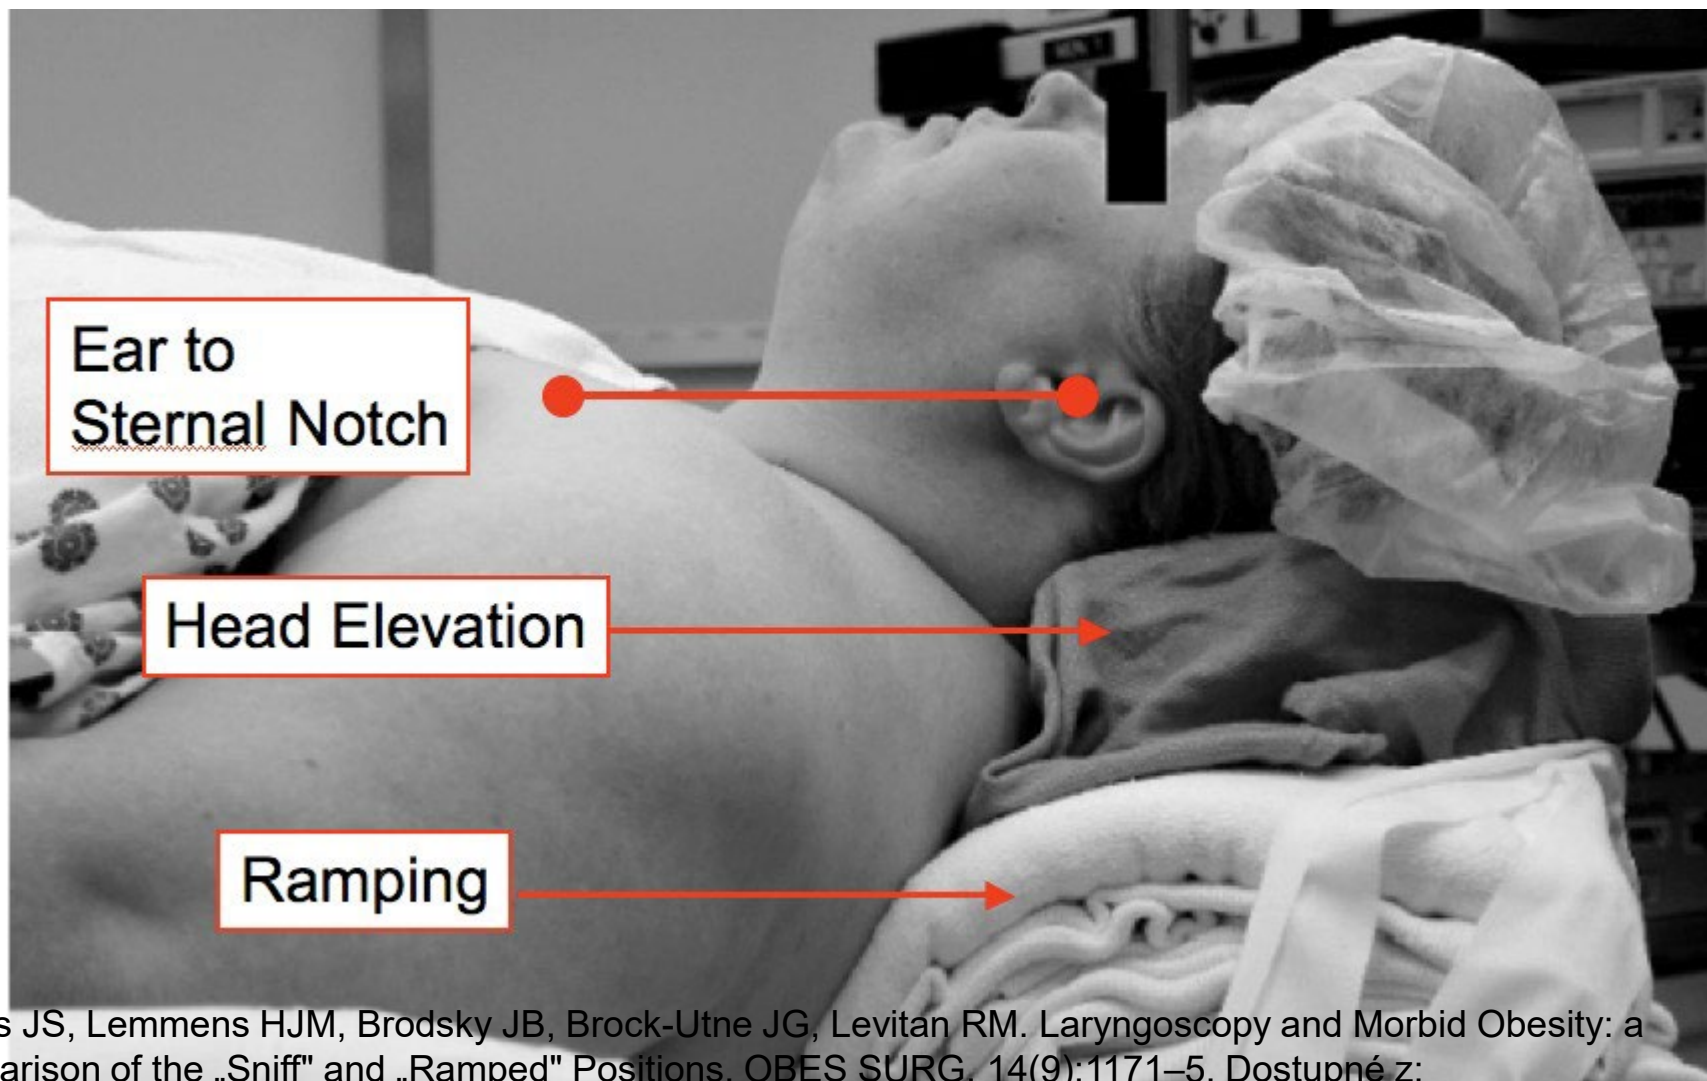 Ear to
Sternal Notch
Head Elevation
Ramping
s JS, Lemmens HJM, Brodsky JB, Brock-Utne JG, Levitan RM. Laryngoscopy and Morbid Obesity: a
arison of the „Sniff" and „Ramped" Positions. OBES SURG. 14(9):1171–5. Dostupné z: